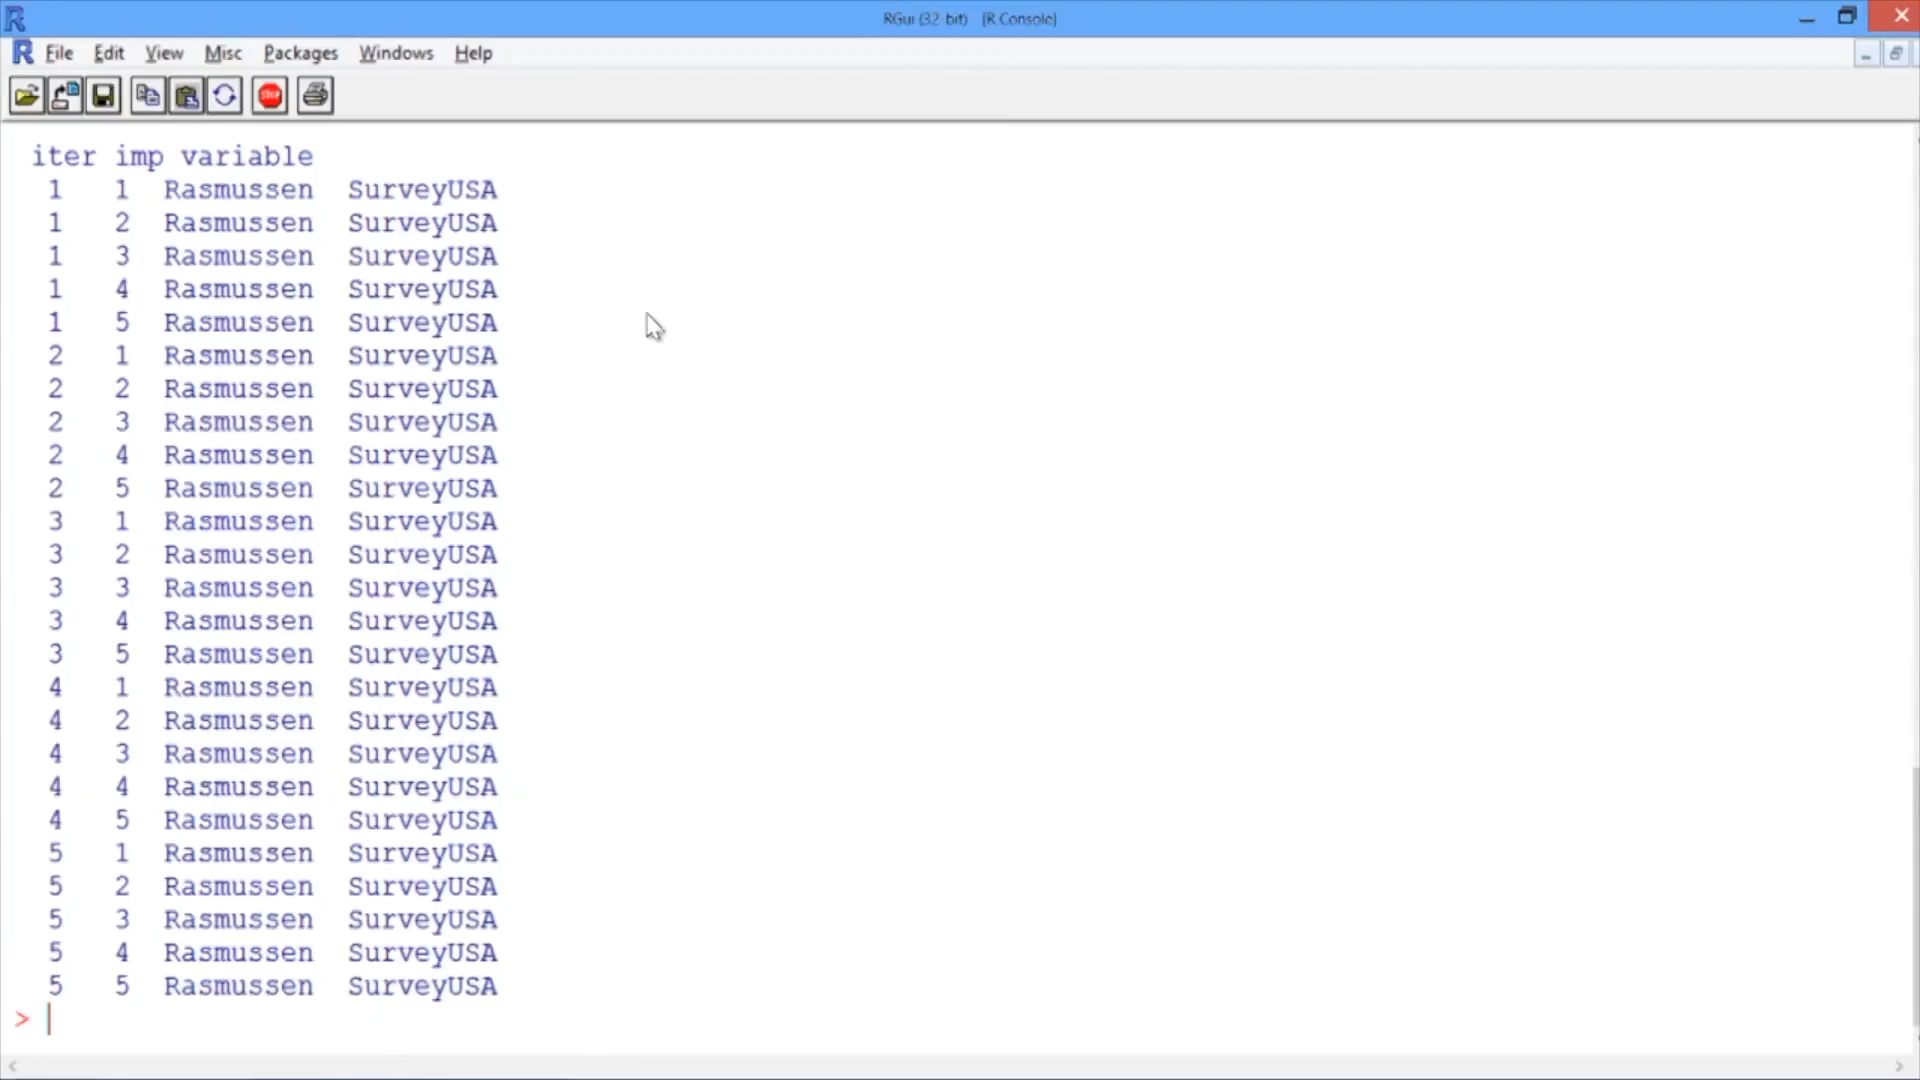 RGui (32-bit) - [R Console]
File Edit View Misc Packages Windows Help
STOP
iter imp variable
1 1 Rasmussen SurveyUSA
1 2 Rasmussen SurveyUSA
1 3 Rasmussen SurveyUSA
1 4 Rasmussen SurveyUSA
1 5 Rasmussen SurveyUSA
2 1 Rasmussen SurveyUSA
2 2 Rasmussen SurveyUSA
2 3 Rasmussen SurveyUSA
2 4 Rasmussen SurveyUSA
2 5 Rasmussen SurveyUSA
3 1 Rasmussen SurveyUSA
3 2 Rasmussen SurveyUSA
3 3 Rasmussen SurveyUSA
3 4 Rasmussen SurveyUSA
3 5 Rasmussen SurveyUSA
4 1 Rasmussen SurveyUSA
4 2 Rasmussen SurveyUSA
4 3 Rasmussen SurveyUSA
4 4 Rasmussen SurveyUSA
4 5 Rasmussen SurveyUSA
5 1 Rasmussen SurveyUSA
5 2 Rasmussen SurveyUSA
5 3 Rasmussen SurveyUSA
5 4 Rasmussen SurveyUSA
5 5 Rasmussen SurveyUSA
>